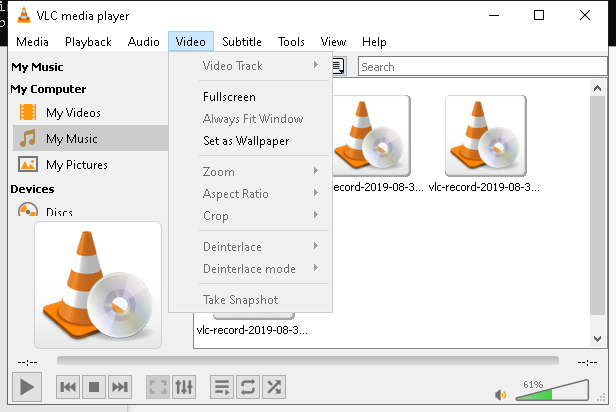 VLC media player
Media Playback Audio Video Subtitle Tools View Help
My Music
Search
My Computer
My Videos
My Music
My Pictures
Devices
Discs
Video Track
Fullscreen
Always Fit Window
Set as Wallpaper
Zoom
Aspect Ratio
Crop
Deinterlace
Deinterlace mode
Take Snapshot
-record-2019-08-3...
vlc-record-2019-08-3...
vlc-record-2019-08-3...
--:--
--:--
61%